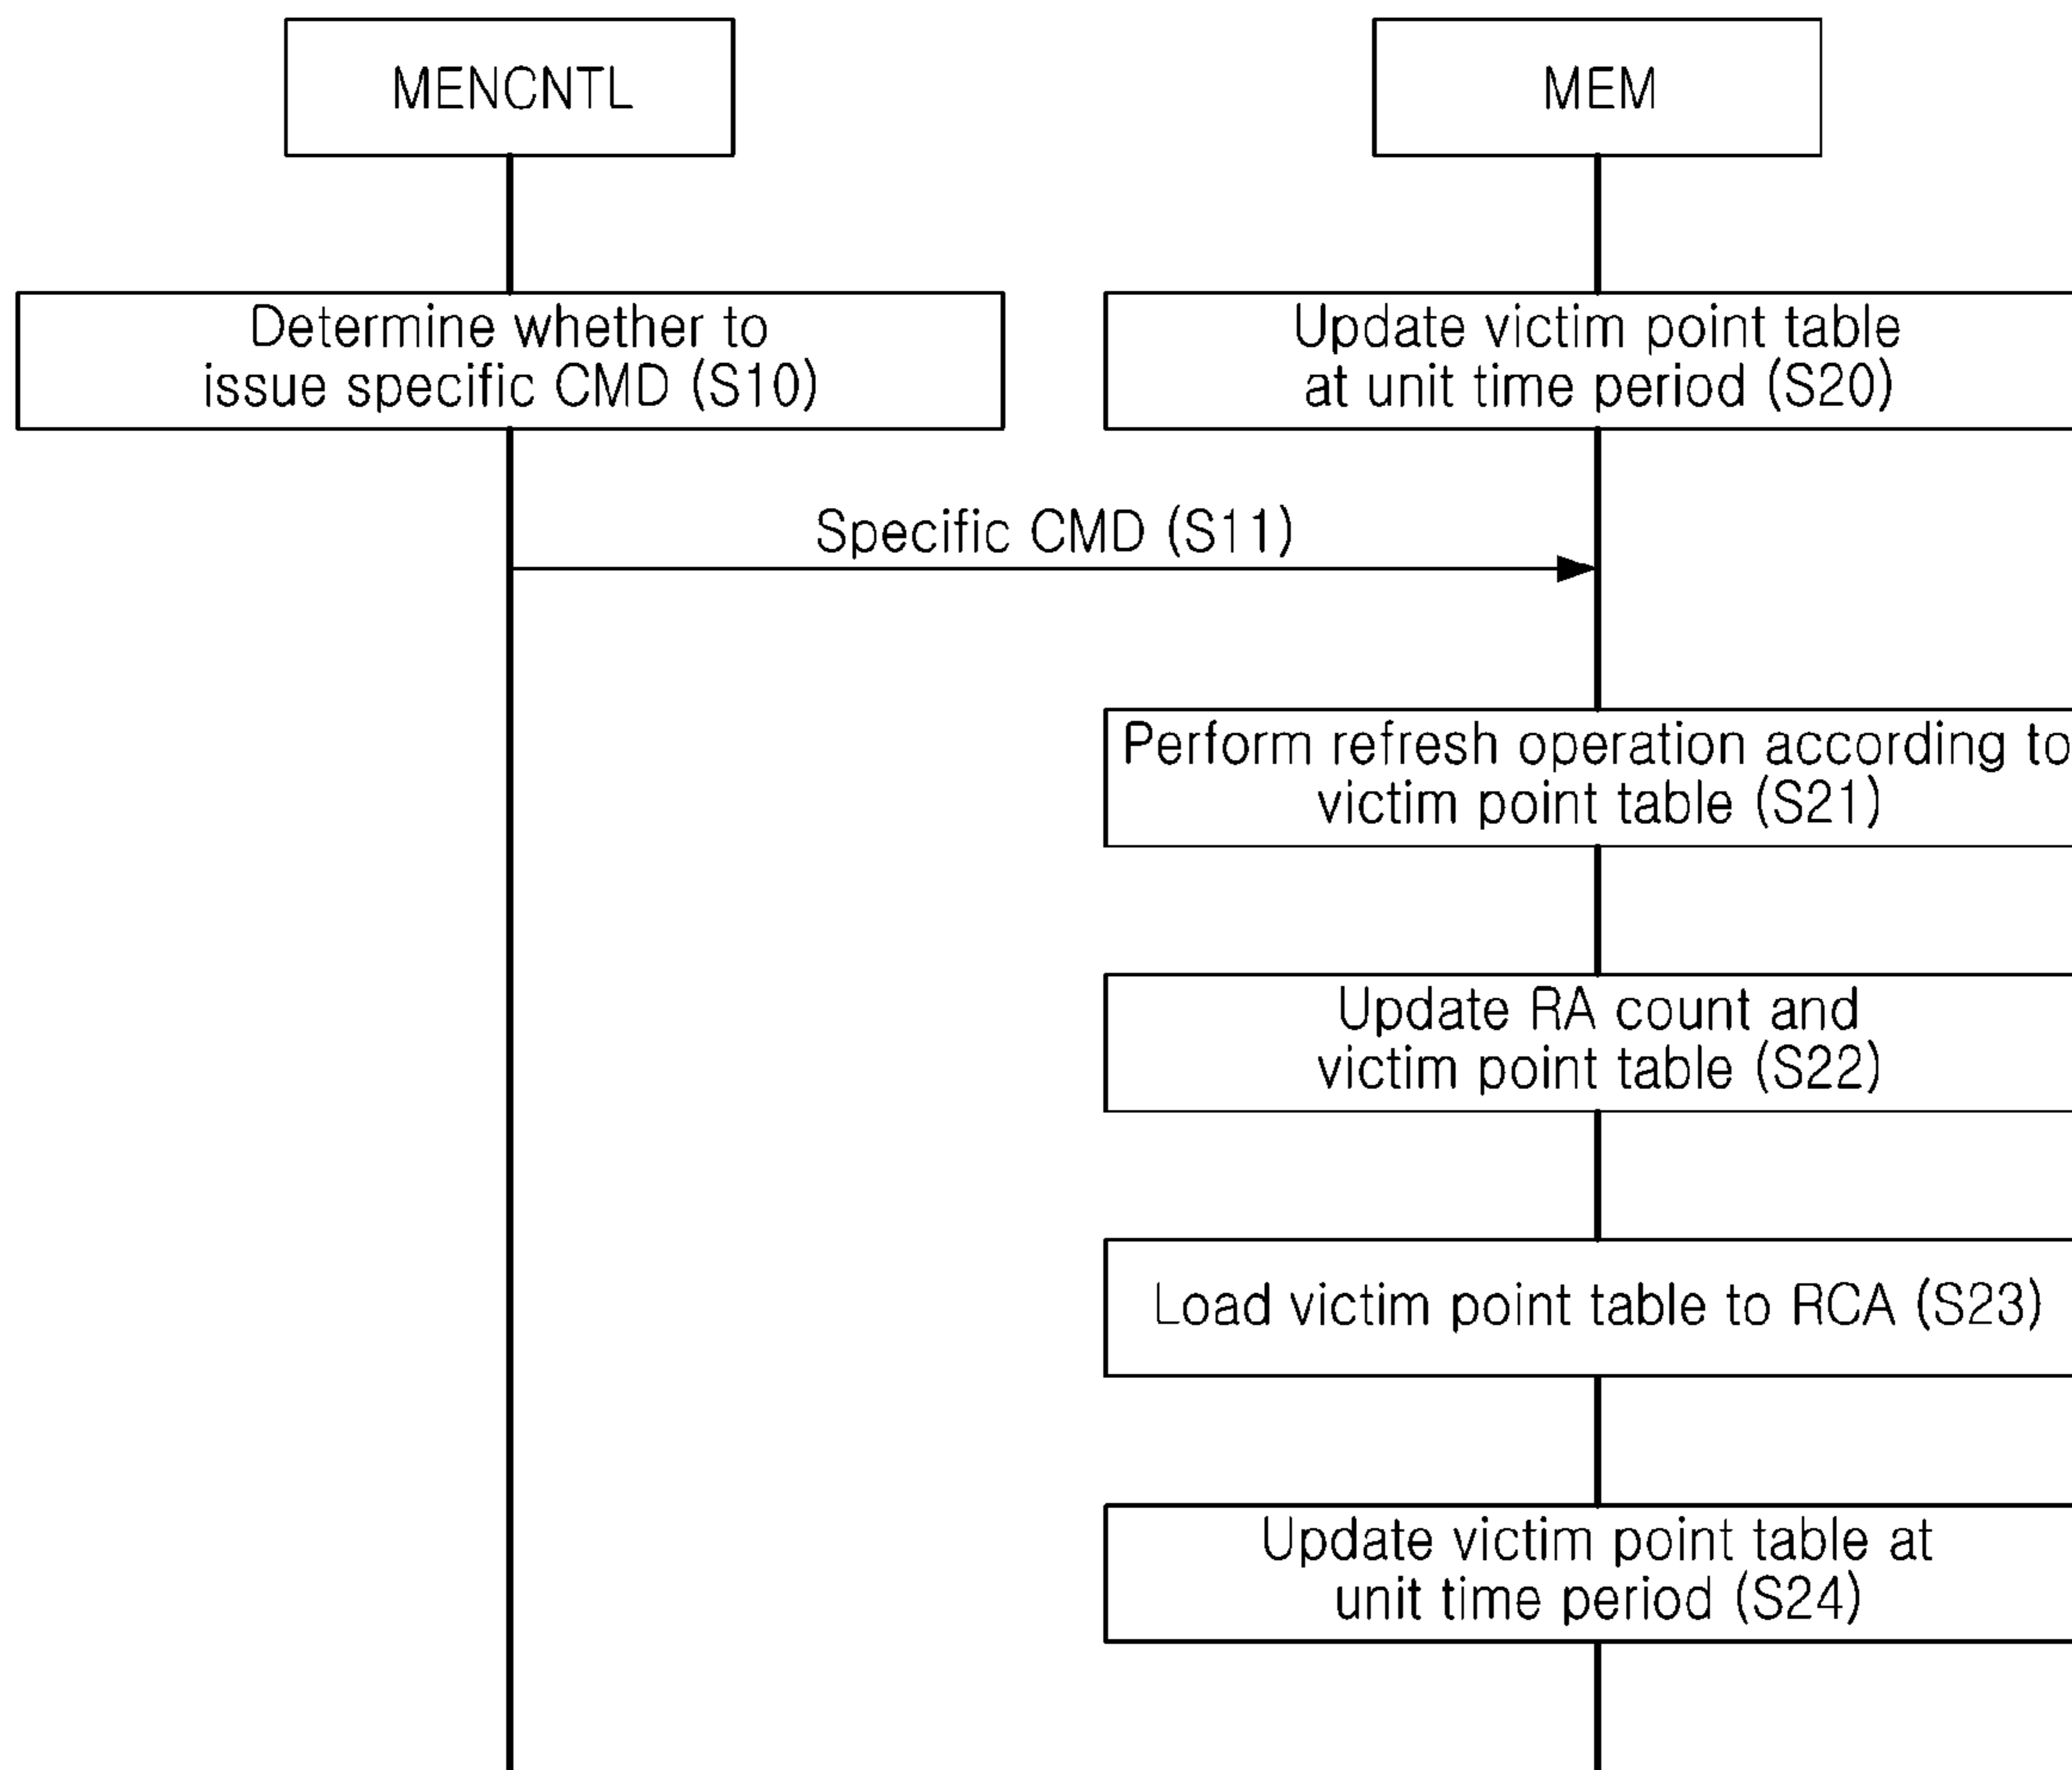 MENCNTL
MEM
Determine whether to
issue specific CMD (S10)
Update victim point table
at unit time period (S20)
Specific CMD (S11)
Perform refresh operation according to
victim point table (S21)
Update RA count and
victim point table (S22)
Load victim point table to RCA (S23)
Update victim point table at
unit time period (S24)